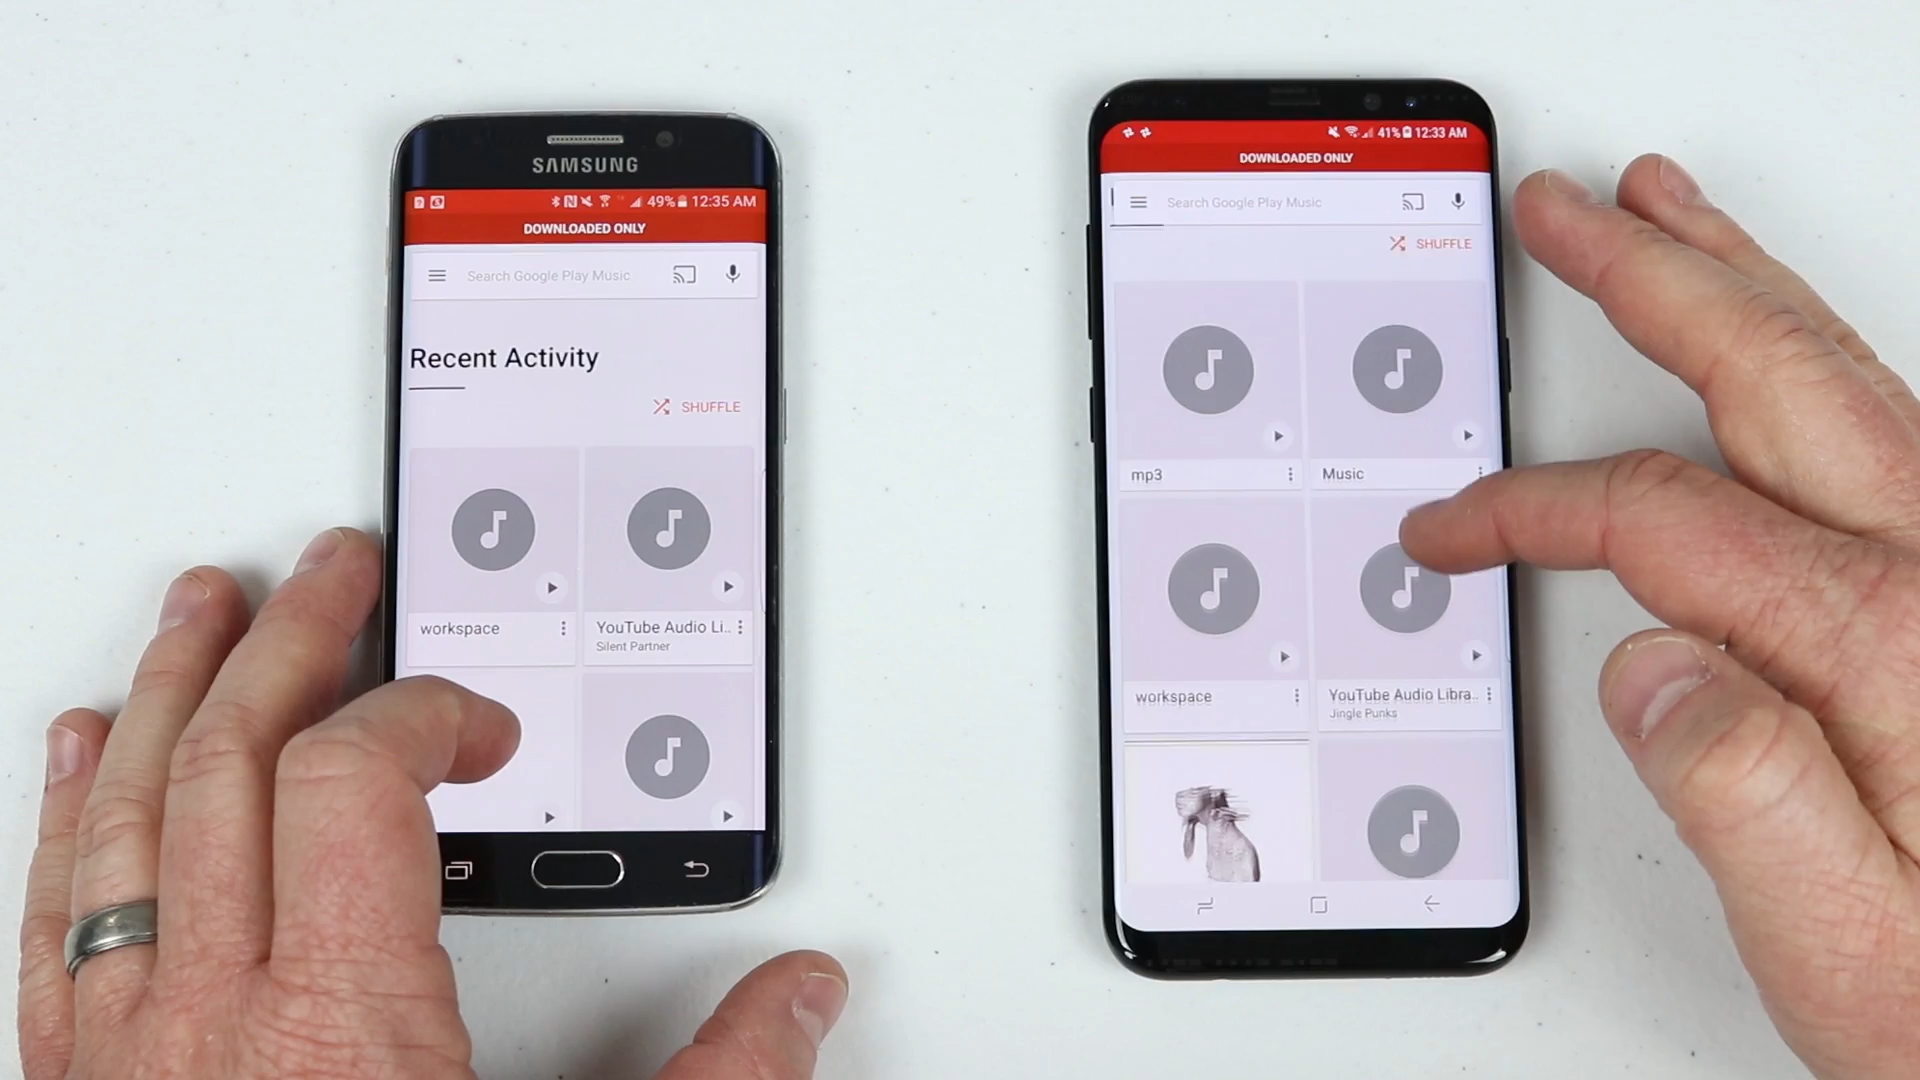 SAMSUNG
49% 12:35 AM
DOWNLOADED ONLY
Search Google Play Music
Recent Activity
SHUFFLE
workspace
YouTube Audio Li..
Silent Partner
41% 12:33 AM
DOWNLOADED ONLY
Search Google Play Music
SHUFFLE
mp3
Music
workspace
YouTube Audio Libra..
Jingle Punks